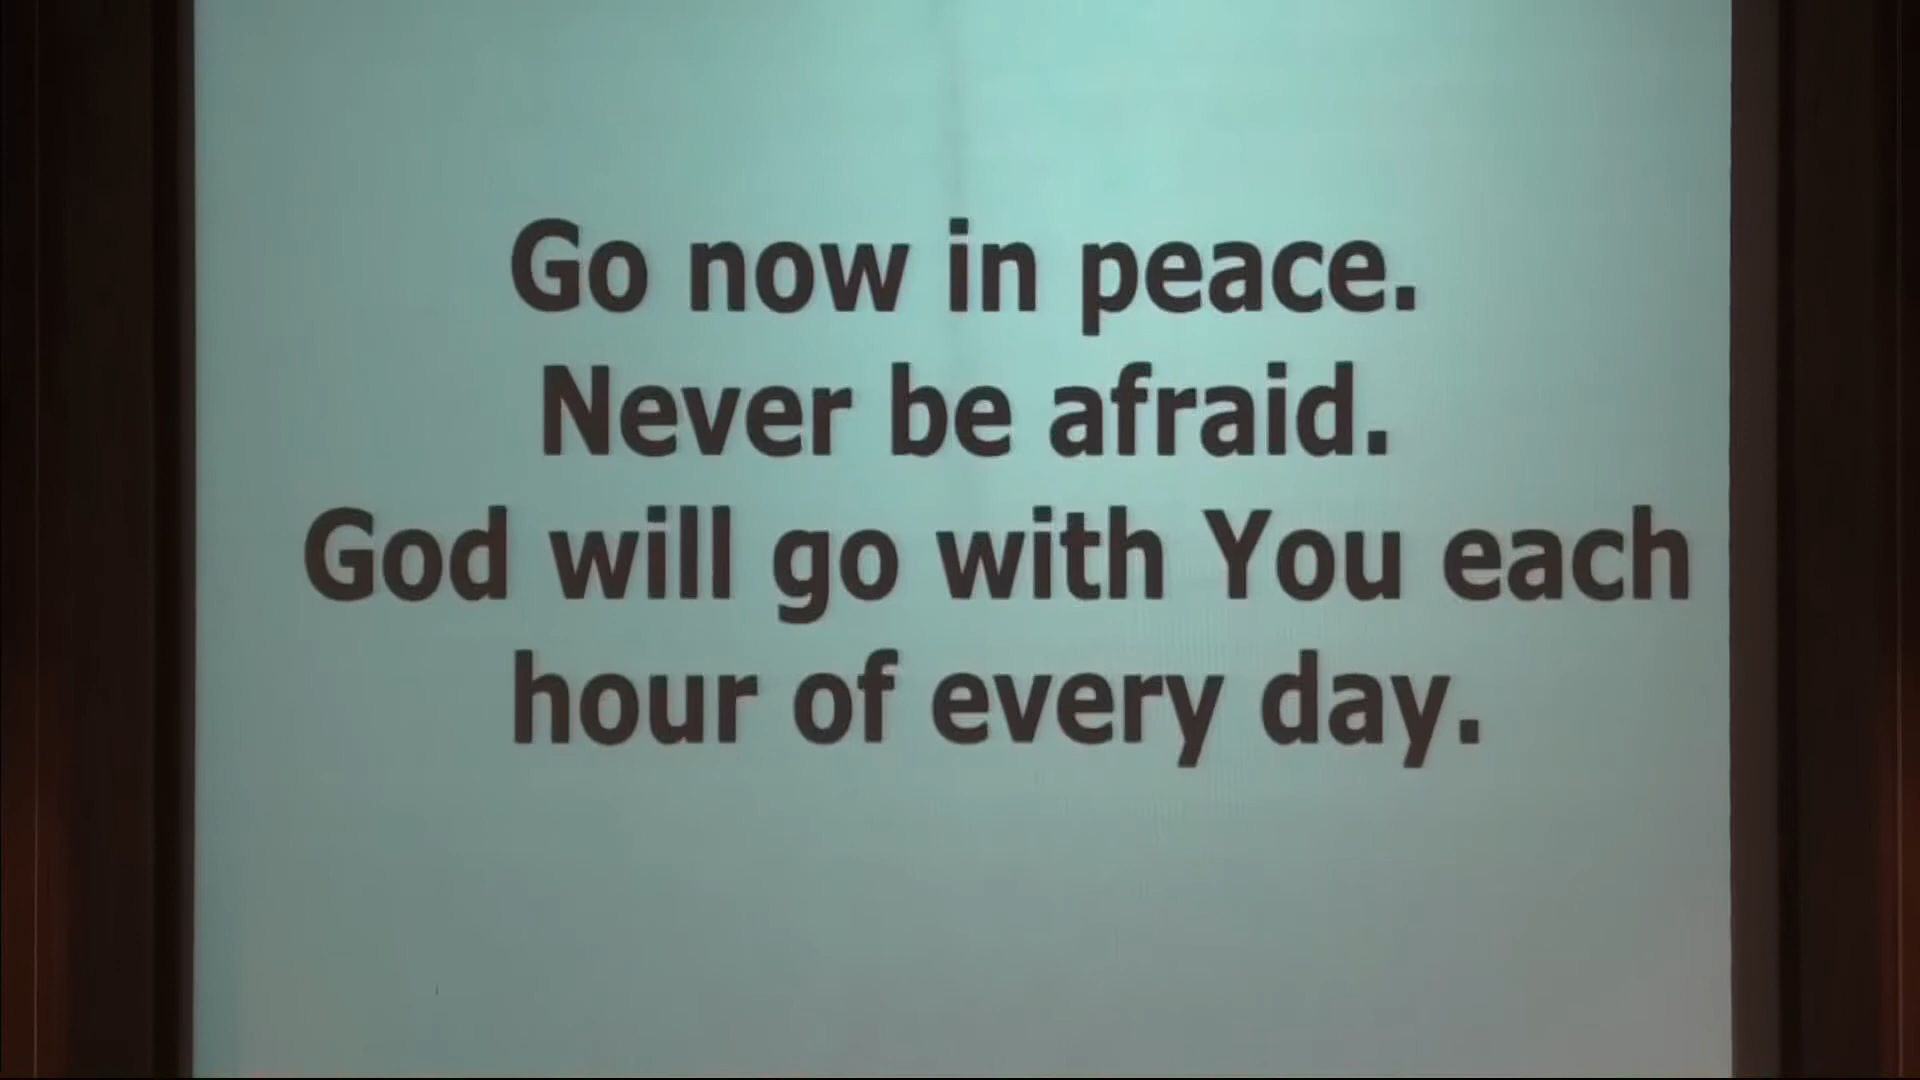 Go now in peace.
Never be afraid.
God will go with You each
hour of every day.